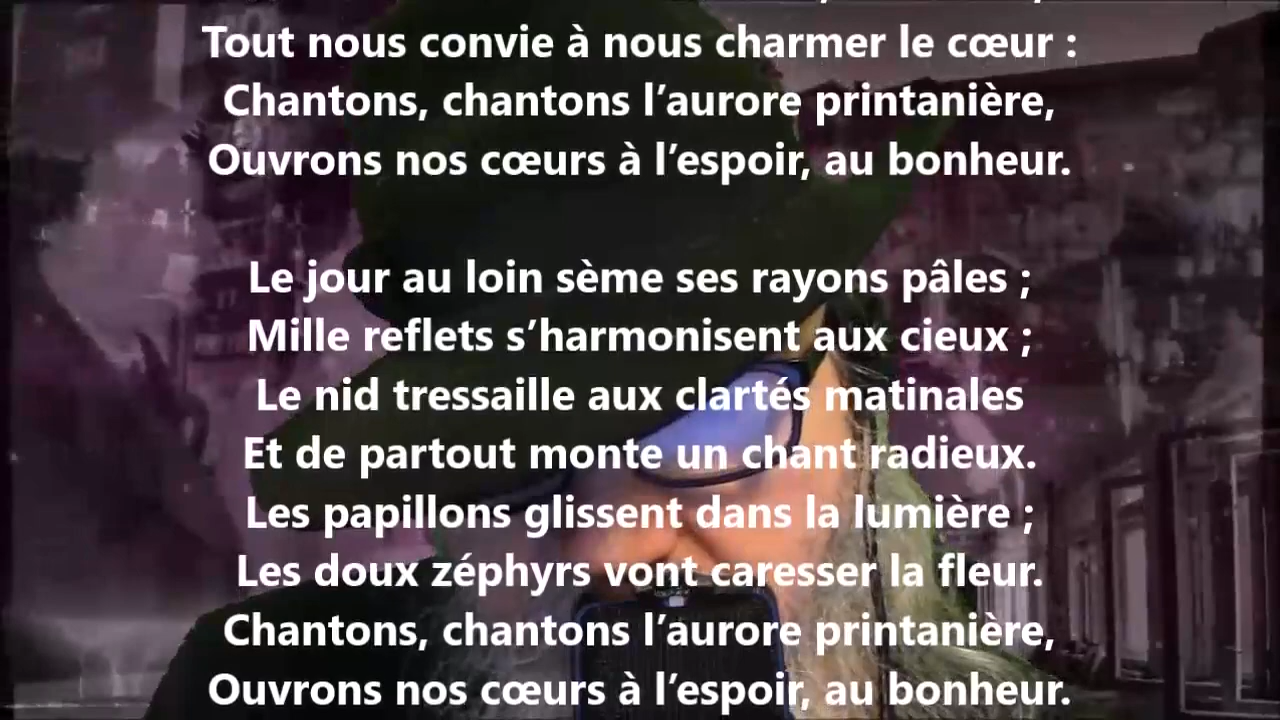 Tout nous convie à nous charmer le cœur :
Chantons, chantons l’aurore printanière,
Ouvrons nos cœurs à l’espoir, au bonheur.
Le jour au loin sème ses rayons pâles ;
Mille reflets s’harmonisent aux cieux ;
Le nid tressaille aux clartés matinales
Et de partout monte un chant radieux.
Les papillons glissent dans la lumière ;
Les doux zéphyrs vont caresser la fleur.
Chantons, chantons l’aurore printanière,
Ouvrons nos cœurs à l’espoir, au bonheur.